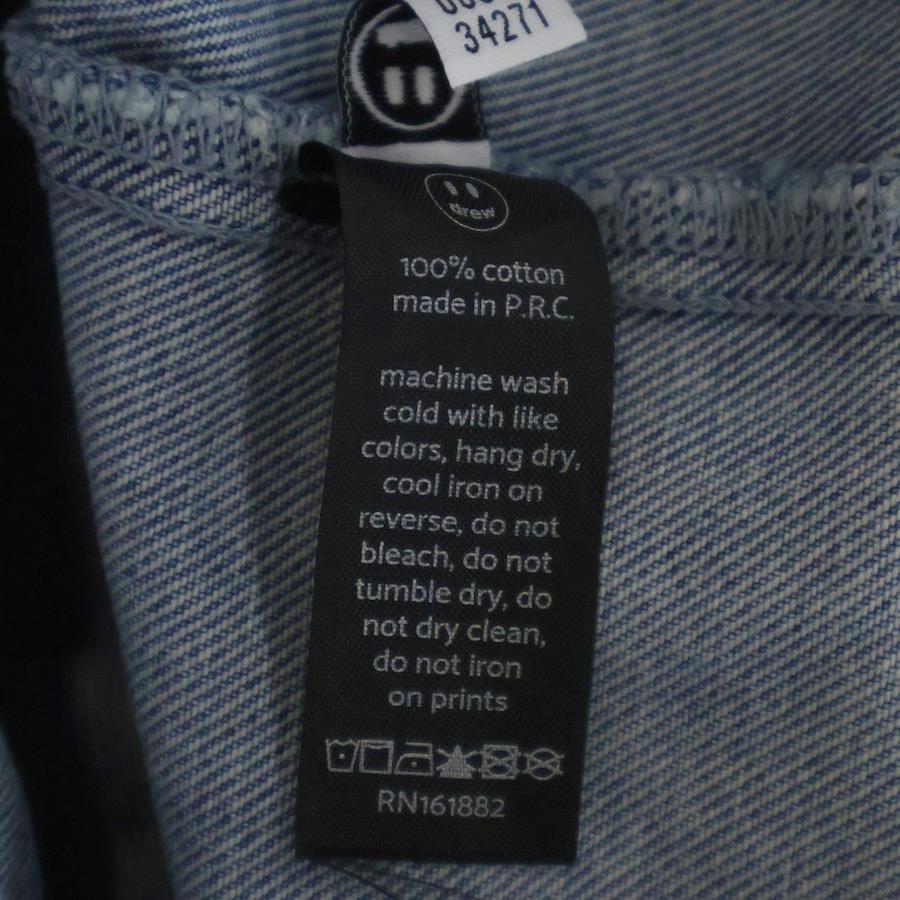 34271
drew
100% cotton
made in P.R.C.
machine wash
cold with like
colors, hang dry,
cool iron on
reverse, do not
bleach, do not
tumble dry, do
not dry clean,
do not iron
on prints
RN161882